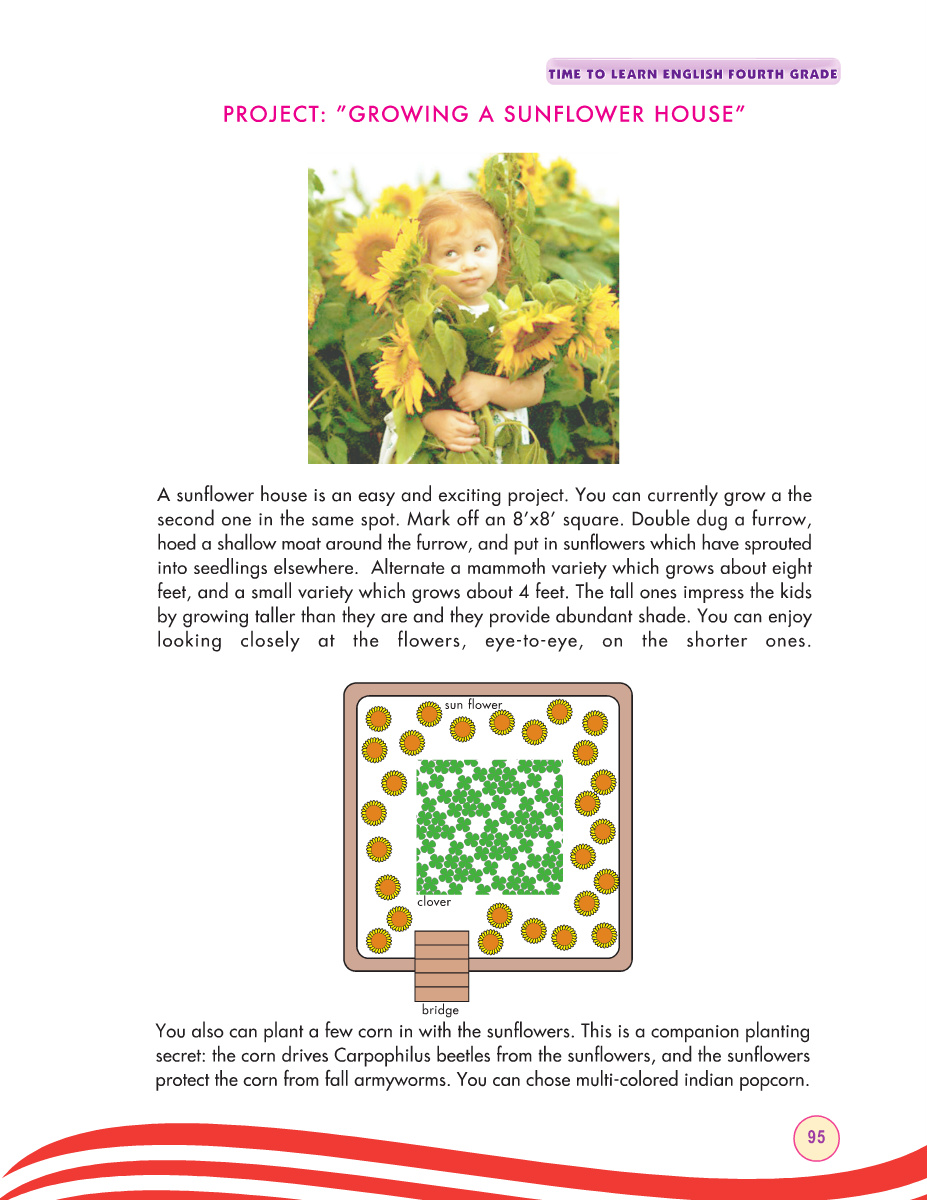 TIME TO LEARN ENGLISH FOURTH GRADE
PROJECT: ”GROWING A SUNFLOWER HOUSE”
A sunflower house is an easy and exciting project. You can currently grow a the
second one in the same spot. Mark off an 8’x8’ square. Double dug a furrow,
hoed a shallow moat around the furrow, and put in sunflowers which have sprouted
into seedlings elsewhere. Alternate a mammoth variety which grows about eight
feet, and a small variety which grows about 4 feet. The tall ones impress the kids
by growing taller than they are and they provide abundant shade. You can enjoy
looking closely at the flowers, eye-to-eye, on the shorter ones.
sun flower
clover
bridge
You also can plant a few corn in with the sunflowers. This is a companion planting
secret: the corn drives Carpophilus beetles from the sunflowers, and the sunflowers
protect the corn from fall armyworms. You can chose multi-colored indian popcorn.
95